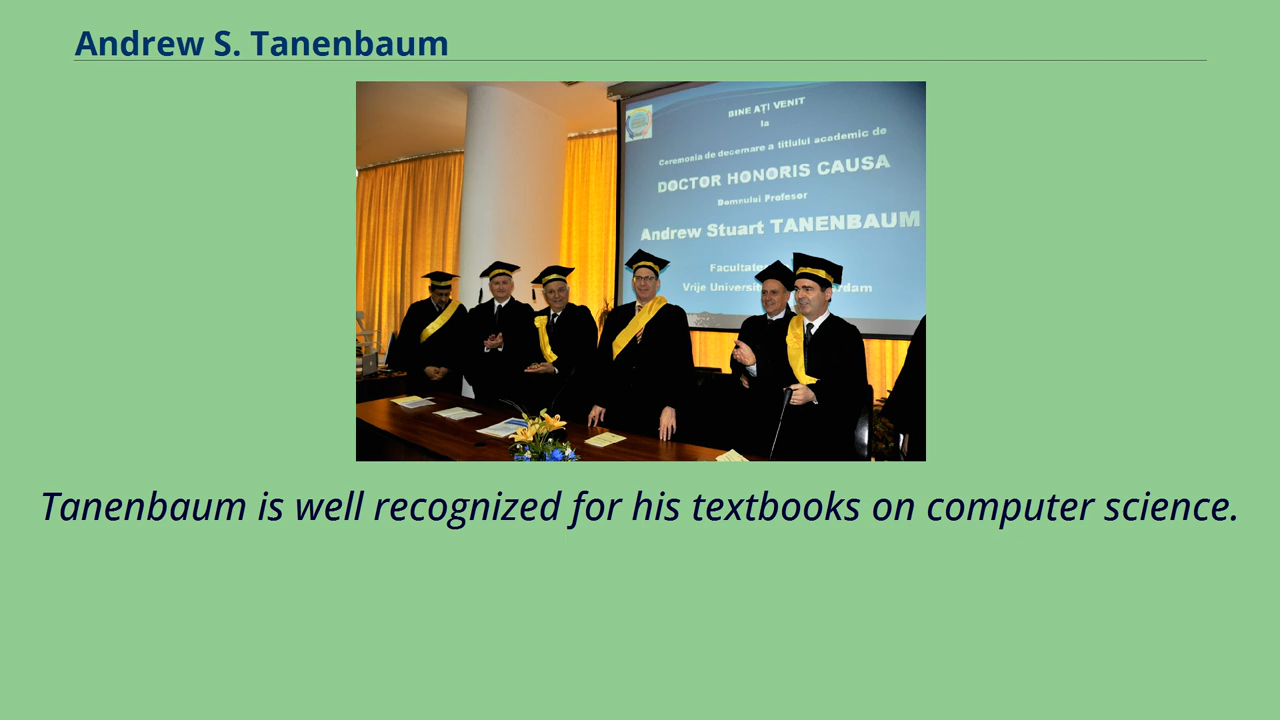 Andrew S. Tanenbaum
BINE AȚI VENIT
la
Ceremonia de decernare a titlului academic de
DOCTOR HONORIS CAUSA
Domnului Profesor
Andrew Stuart TANENBAUM
Facultatea
Vrije
Tanenbaum is well recognized for his textbooks on computer science.